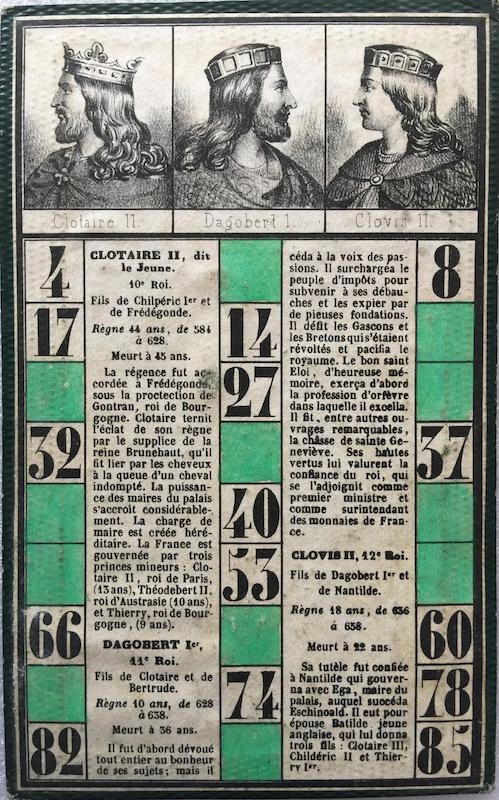 Clotaire II.
Dagobert I.
Clovis II.
4
17
32
66
82
CLOTAIRE II, dit
le Jeune.
10e Roi.
Fils de Chilpéric Ier et
de Frédégonde.
Règne 44 ans, de 584
à 628.
Meurt à 45 ans.
La régence fut ac-
cordée à Frédégonde,
sous la proctection de
Gontran, roi de Bour-
gogne. Clotaire ternit
l'éclat de son règne
par le supplice de la
reine Brunehaut, qu'il
fit lier par les cheveux
à la queue d'un cheval
indompté. La puissan-
ce des maires du palais
s'accroit considérable-
ment. La charge de
maire est créée héré-
ditaire. La France est
gouvernée par trois
princes mineurs : Clo-
taire II, roi de Paris,
(13 ans), Théodebert II,
roi d'Austrasie (10 ans),
et Thierry, roi de Bour-
gogne, (9 ans).
DAGOBERT Ier,
11e Roi.
Fils de Clotaire et de
Bertrude.
Règne 10 ans, de 628
à 638.
Meurt à 36 ans.
Il fut d'abord dévoué
tout entier au bonheur
de ses sujets; mais il
14
27
40
53
74
céda à la voix des pas-
sions. Il surchargea le
peuple d'impôts pour
subvenir à ses débau-
ches et les expier par
de pieuses fondations.
Il défit les Gascons et
les Bretons qui s'étaient
révoltés et pacifia le
royaume. Le bon saint
Eloi, d'heureuse mé-
moire, exerça d'abord
la profession d'orfèvre
dans laquelle il excella.
Il fit, entre autres ou-
vrages remarquables,
la châsse de sainte Ge-
neviève. Ses hautes
vertus lui valurent la
confiance du roi, qui
se l'adjoignit comme
premier ministre et
comme surintendant
des monnaies de Fran-
ce.
CLOVIS II, 12e Roi.
Fils de Dagobert Ier et
de Nantilde.
Règne 18 ans, de 636
à 658.
Meurt à 22 ans.
Sa tutèle fut confiée
à Nantilde qui gouver-
na avec Ega, maire du
palais, auquel succéda
Eschinoald. Il eut pour
épouse Batilde jeune
anglaise, qui lui donna
trois fils : Clotaire III,
Childéric II et Thier-
ry Ier.
8
37
60
78
85